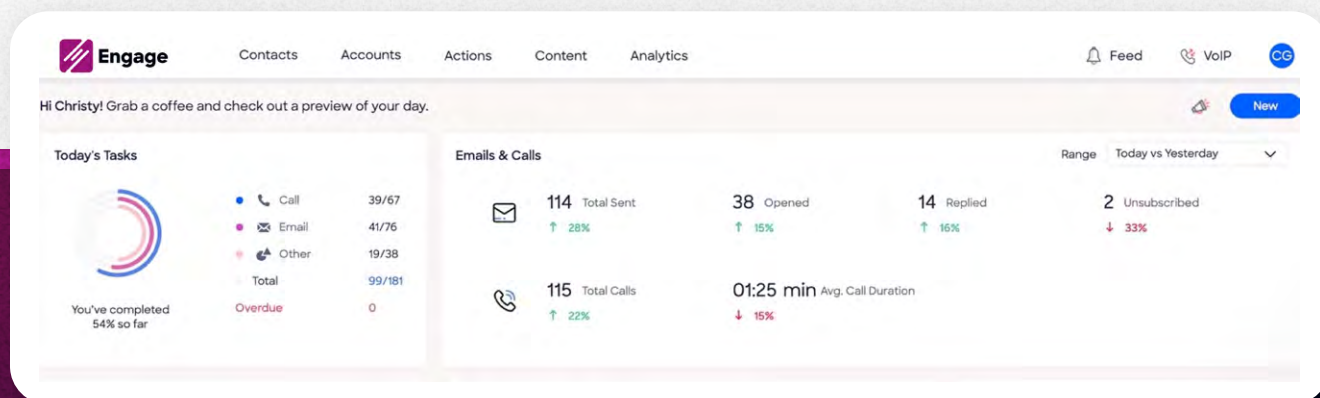 Engage Contacts Accounts Actions Content Analytics Feed VoIP CG
Hi Christy! Grab a coffee and check out a preview of your day. New
Today's Tasks
Call 39/67
Email 41/76
Other 19/38
Total 99/181
Overdue 0
You've completed
54% so far
Emails & Calls Range Today vs Yesterday
114 Total Sent 38 Opened 14 Replied 2 Unsubscribed
↑ 28% ↑ 15% ↑ 16% ↓ 33%
115 Total Calls 01:25 min Avg. Call Duration
↑ 22% ↓ 15%